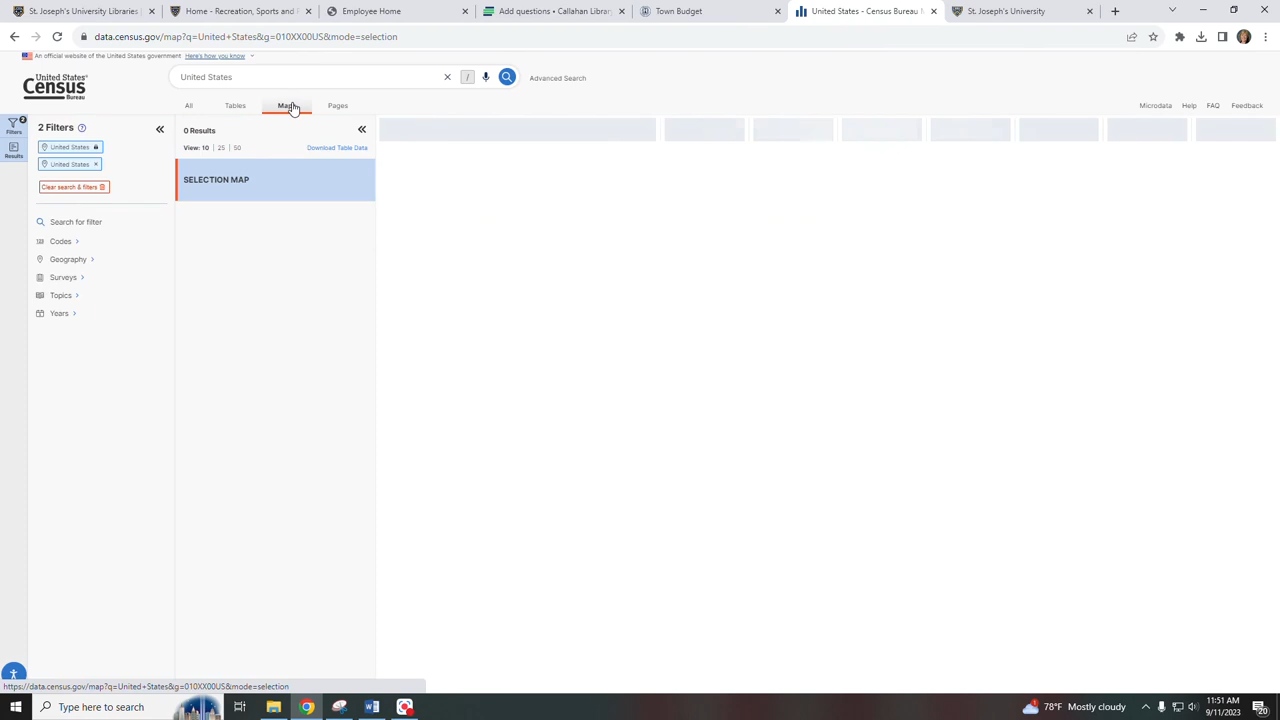 St. Joseph's University Libraries
Home - Recreation, Sports and
Employee Home
Add questions - Callahan Library
Town Budget
United States - Census Bureau
St. Joseph's University
data.census.gov/map?q=United+States&g=010XX00US&mode=selection
An official website of the United States government Here's how you know
United States®
Census
Bureau
United States
/
Advanced Search
All
Tables
Maps
Pages
Microdata
Help
FAQ
Feedback
2
Filters
Results
2 Filters
United States
United States ×
Clear search & filters
Search for filter
Codes
Geography
Surveys
Topics
Years
0 Results
View: 10 | 25 | 50
Download Table Data
SELECTION MAP
https://data.census.gov/map?q=United+States&g=010XX00US&mode=selection
Type here to search
78°F Mostly cloudy
11:51 AM
9/11/2023
20